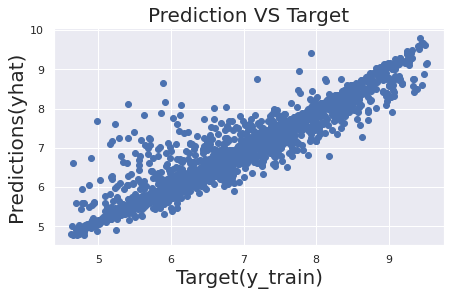 Prediction VS Target
10
9
8
7
6
5
Predictions(yhat)
5 6 7 8 9
Target(y_train)